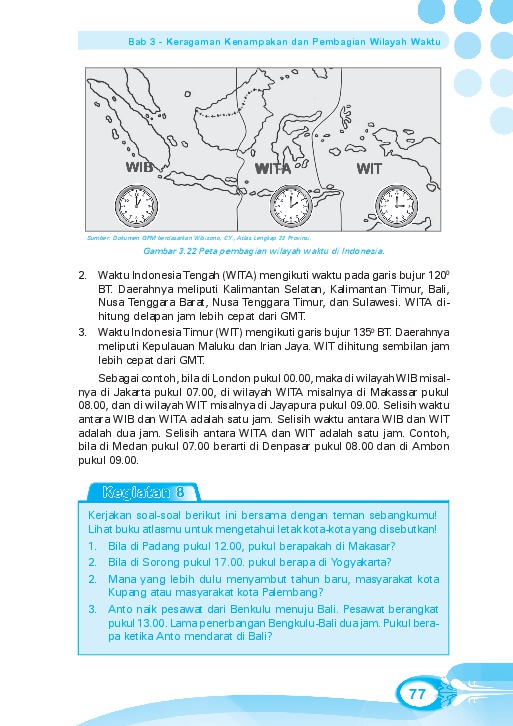 Bab 3 - Keragaman Kenampakan dan Pembagian Wilayah Waktu
WIB
WITA
WIT
Sumber: Dokumen GPM berdasarkan Wibisono, C.Y., Atlas Lengkap 33 Provinsi.
Gambar 3.22 Peta pembagian wilayah waktu di Indonesia.
2. Waktu Indonesia Tengah (WITA) mengikuti waktu pada garis bujur 120⁰
BT. Daerahnya meliputi Kalimantan Selatan, Kalimantan Timur, Bali,
Nusa Tenggara Barat, Nusa Tenggara Timur, dan Sulawesi. WITA di-
hitung delapan jam lebih cepat dari GMT.
3. Waktu Indonesia Timur (WIT) mengikuti garis bujur 135⁰ BT. Daerahnya
meliputi Kepulauan Maluku dan Irian Jaya. WIT dihitung sembilan jam
lebih cepat dari GMT.
Sebagai contoh, bila di London pukul 00.00, maka di wilayah WIB misal-
nya di Jakarta pukul 07.00, di wilayah WITA misalnya di Makassar pukul
08.00, dan di wilayah WIT misalnya di Jayapura pukul 09.00. Selisih waktu
antara WIB dan WITA adalah satu jam. Selisih waktu antara WIB dan WIT
adalah dua jam. Selisih antara WITA dan WIT adalah satu jam. Contoh,
bila di Medan pukul 07.00 berarti di Denpasar pukul 08.00 dan di Ambon
pukul 09.00.
Kegiatan 8
Kerjakan soal-soal berikut ini bersama dengan teman sebangkumu!
Lihat buku atlasmu untuk mengetahui letak kota-kota yang disebutkan!
1. Bila di Padang pukul 12.00, pukul berapakah di Makasar?
2. Bila di Sorong pukul 17.00. pukul berapa di Yogyakarta?
2. Mana yang lebih dulu menyambut tahun baru, masyarakat kota
Kupang atau masyarakat kota Palembang?
3. Anto naik pesawat dari Benkulu menuju Bali. Pesawat berangkat
pukul 13.00. Lama penerbangan Bengkulu-Bali dua jam. Pukul bera-
pa ketika Anto mendarat di Bali?
77